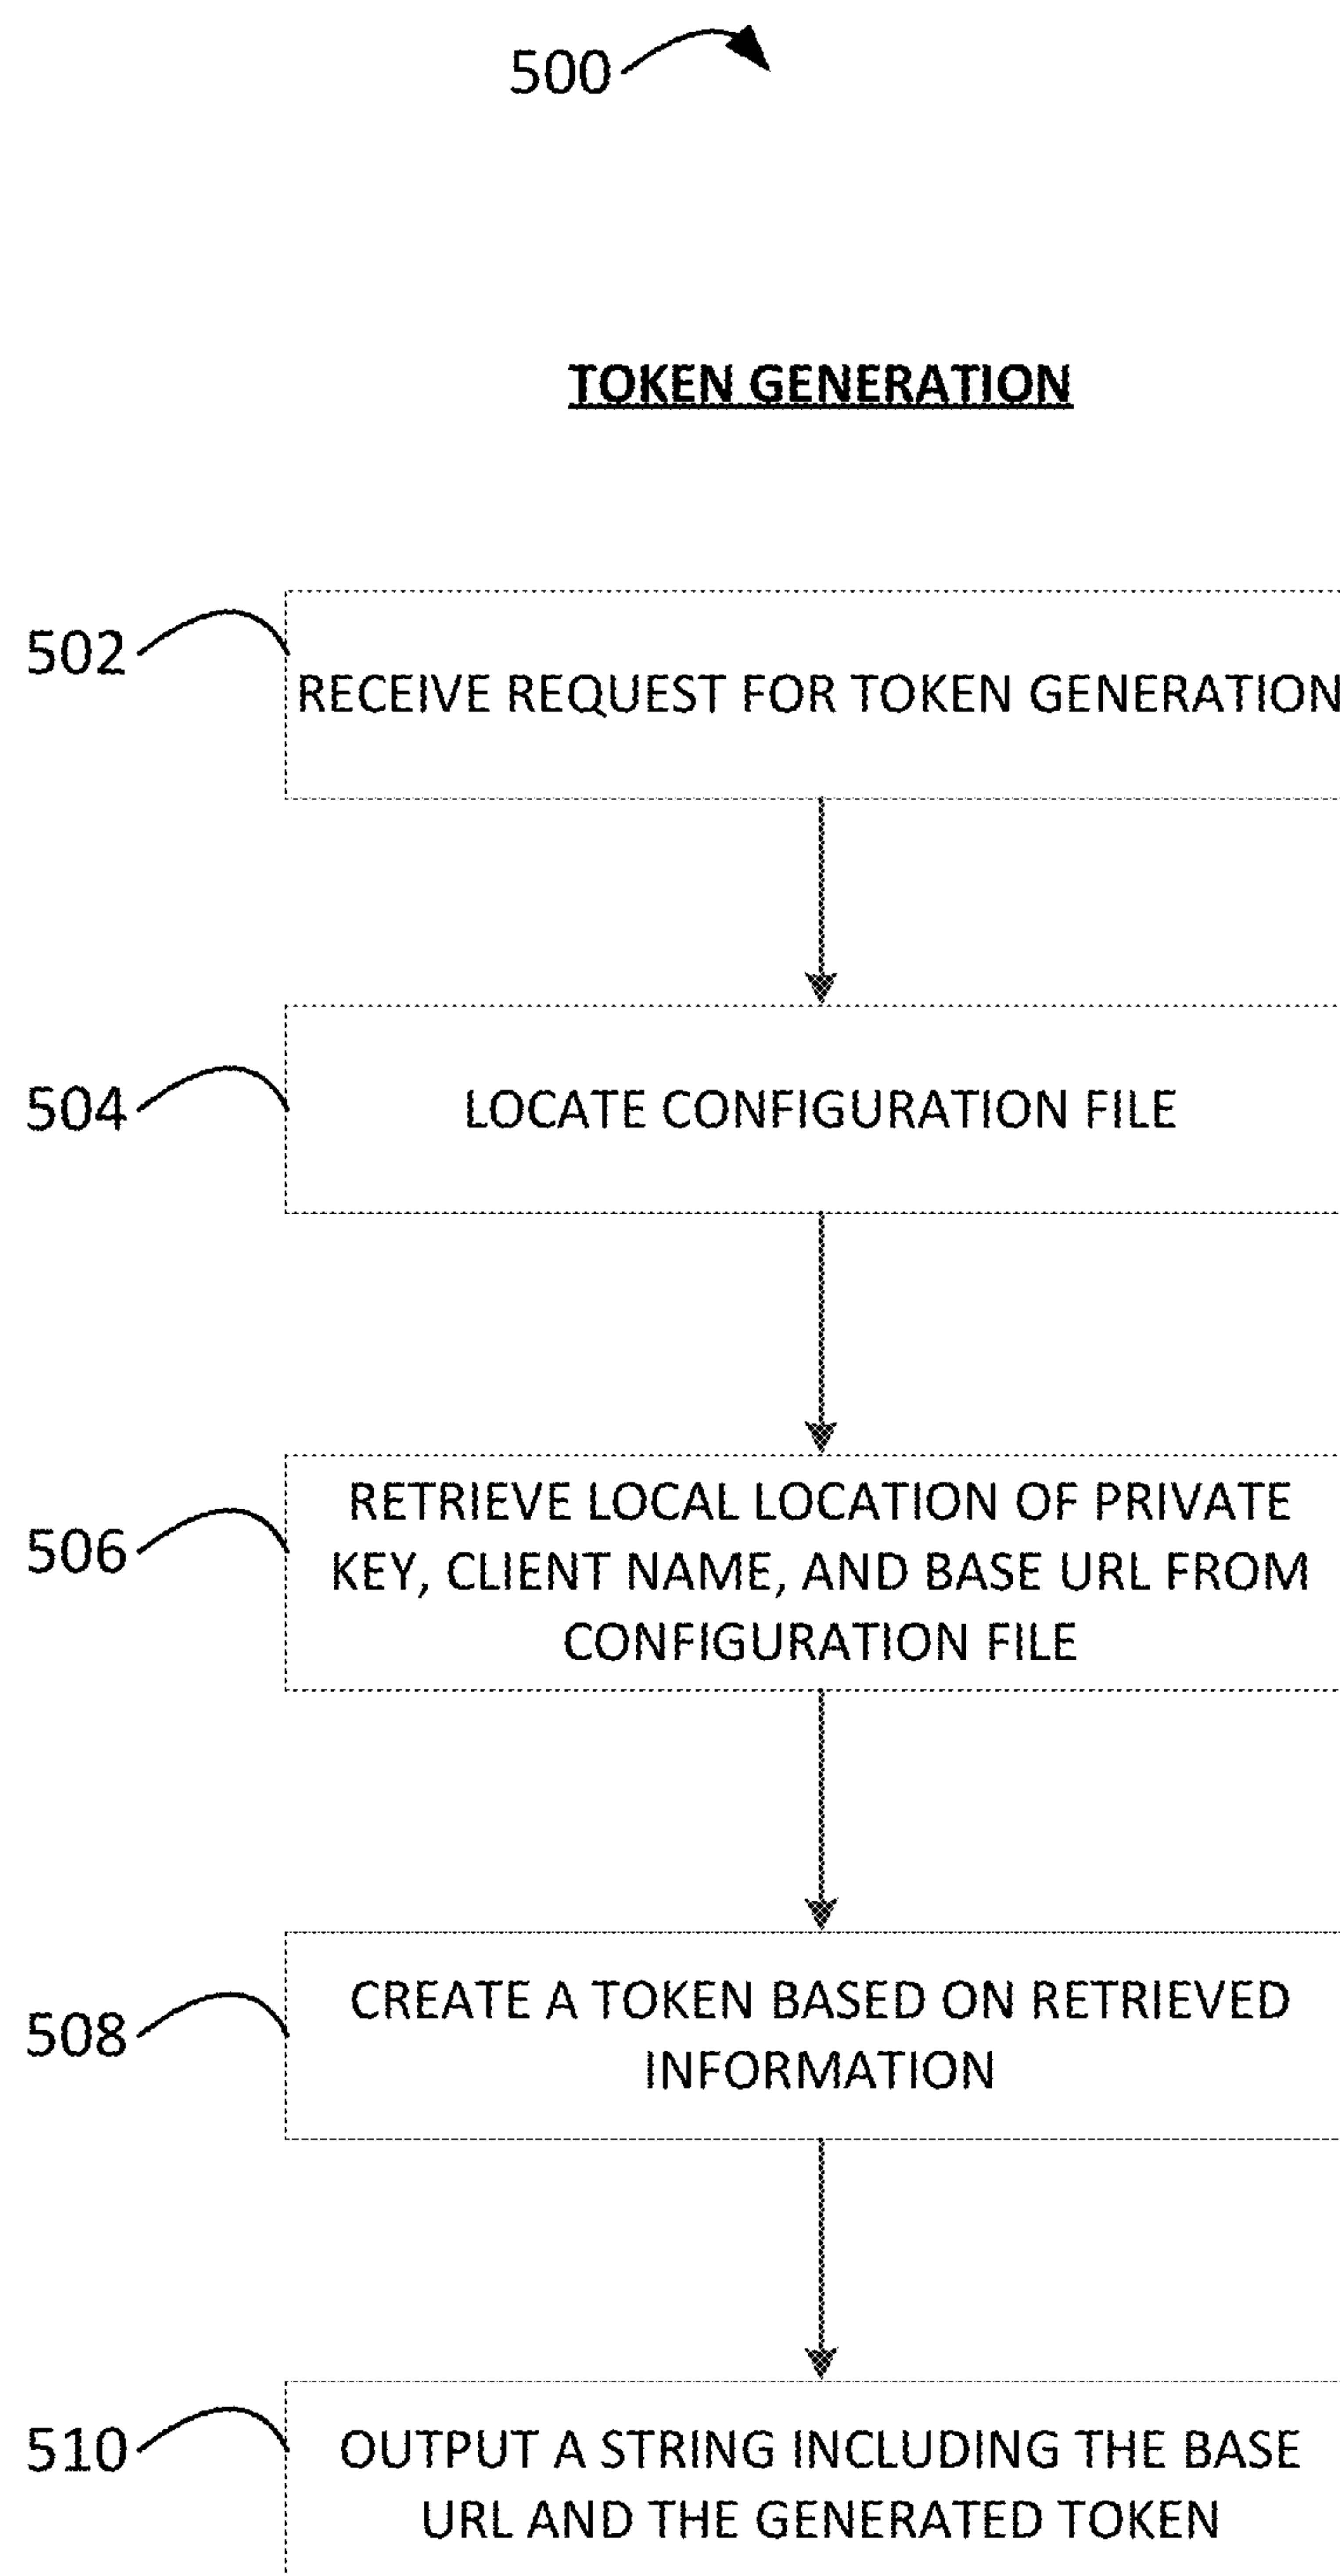 500
TOKEN GENERATION
502
RECEIVE REQUEST FOR TOKEN GENERATION
504
LOCATE CONFIGURATION FILE
506
RETRIEVE LOCAL LOCATION OF PRIVATE
KEY, CLIENT NAME, AND BASE URL FROM
CONFIGURATION FILE
508
CREATE A TOKEN BASED ON RETRIEVED
INFORMATION
510
OUTPUT A STRING INCLUDING THE BASE
URL AND THE GENERATED TOKEN